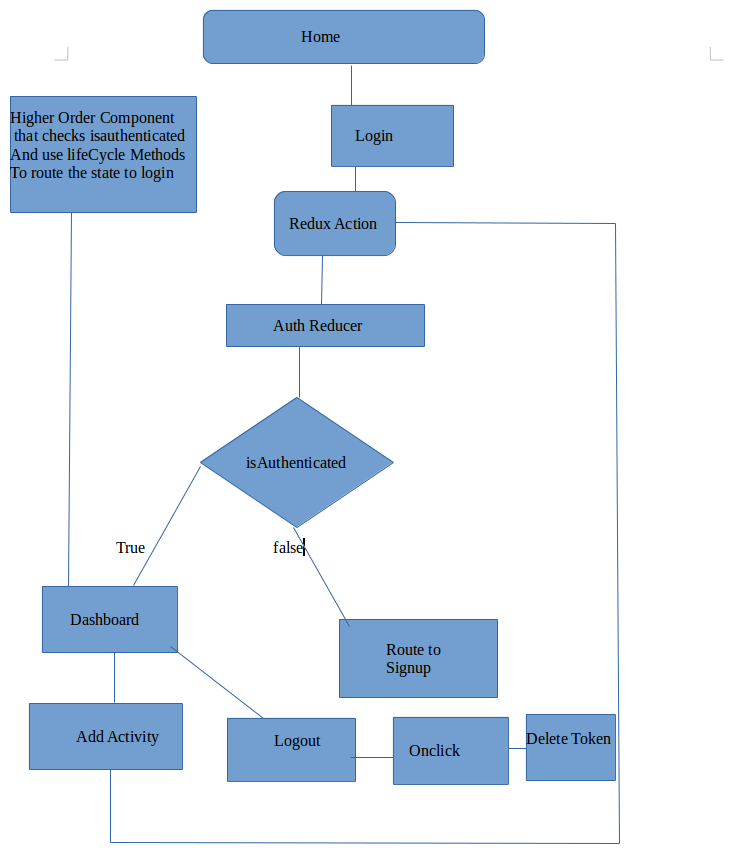 Home
Higher Order Component
that checks isauthenticated
And use lifeCycle Methods
To route the state to login
Login
Redux Action
Auth Reducer
isAuthenticated
True
false
Dashboard
Route to
Signup
Add Activity
Logout
Onclick
Delete Token